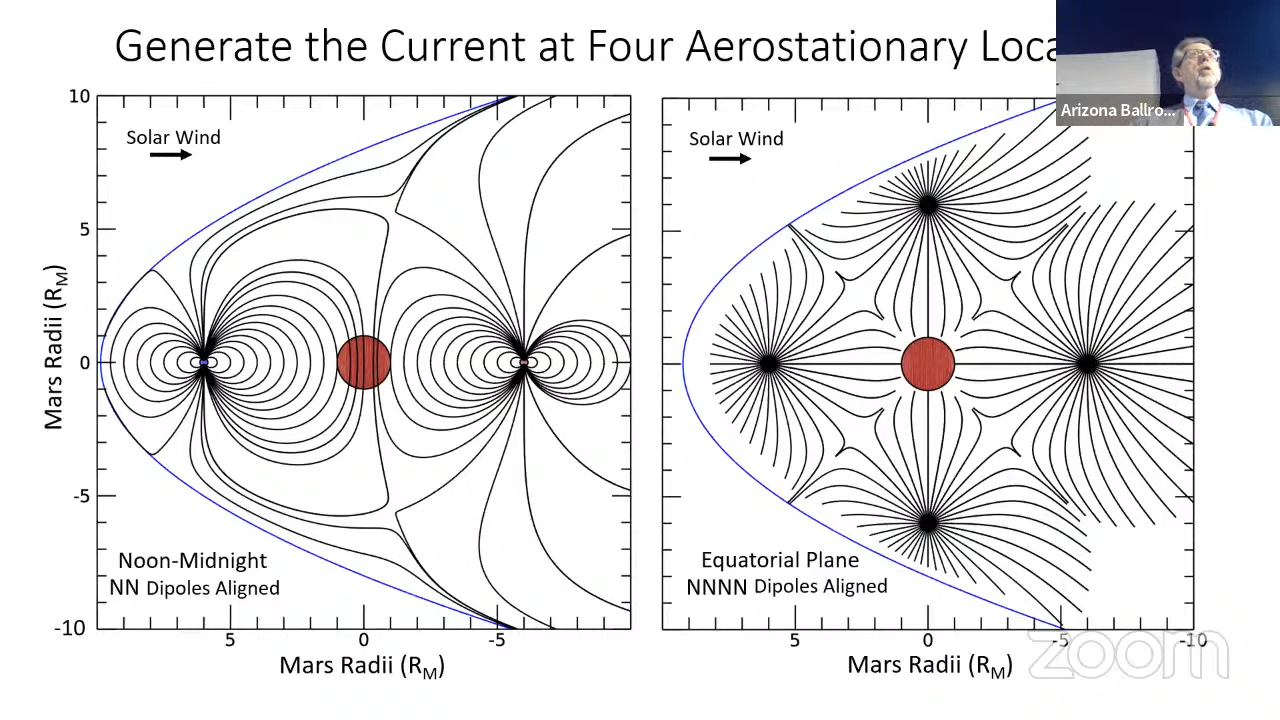 Generate the Current at Four Aerostationary Loca
Arizona Ballro...
10
5
0
-5
-10
Mars Radii (RM)
Solar Wind
Noon-Midnight
NN Dipoles Aligned
5
0
-5
Mars Radii (RM)
Solar Wind
Equatorial Plane
NNNN Dipoles Aligned
5
0
-5
-10
Mars Radii (RM)
zoom